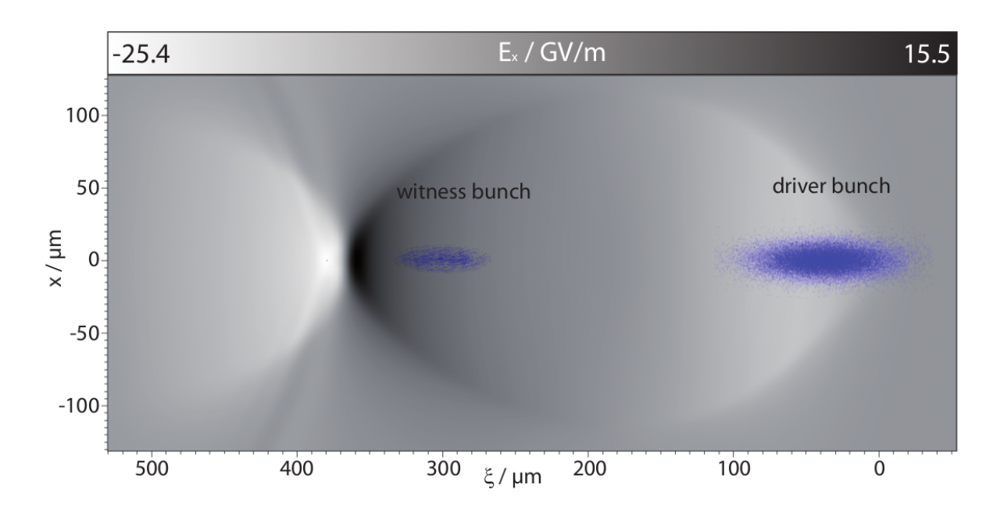 -25.4 Eₓ / GV/m 15.5
100
50
0
-50
-100
x / µm
witness bunch
driver bunch
500 400 300 200 100 0
ξ / µm